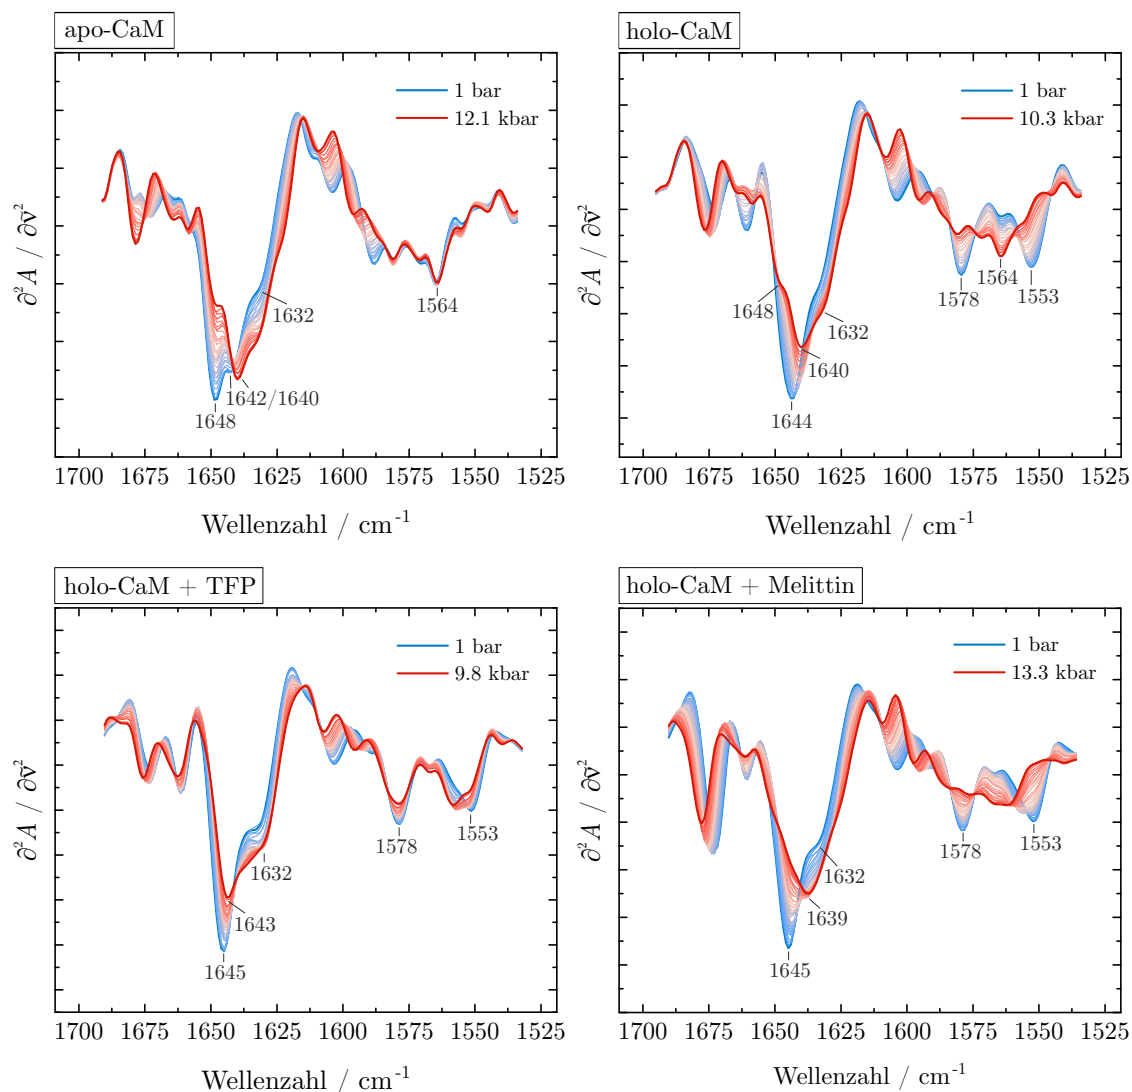 apo-CaM
1 bar
12.1 kbar
1632
1564
1642/1640
1648
1700 1675 1650 1625 1600 1575 1550 1525
Wellenzahl / cm⁻¹
∂²A / ∂ṽ²
holo-CaM
1 bar
10.3 kbar
1648
1578
1564
1553
1632
1640
1644
1700 1675 1650 1625 1600 1575 1550 1525
Wellenzahl / cm⁻¹
∂²A / ∂ṽ²
holo-CaM + TFP
1 bar
9.8 kbar
1578
1553
1632
1643
1645
1700 1675 1650 1625 1600 1575 1550 1525
Wellenzahl / cm⁻¹
∂²A / ∂ṽ²
holo-CaM + Melittin
1 bar
13.3 kbar
1578
1553
1632
1639
1645
1700 1675 1650 1625 1600 1575 1550 1525
Wellenzahl / cm⁻¹
∂²A / ∂ṽ²